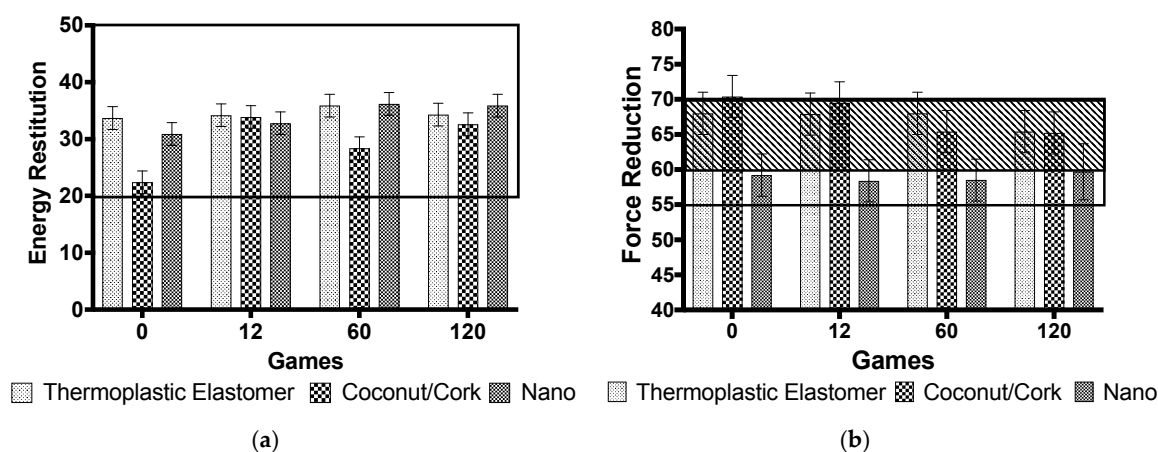 50
40
30
20
10
0
Energy Restitution
0 12 60 120
Games
Thermoplastic Elastomer Coconut/Cork Nano
(a)
80
75
70
65
60
55
50
45
40
Force Reduction
0 12 60 120
Games
Thermoplastic Elastomer Coconut/Cork Nano
(b)